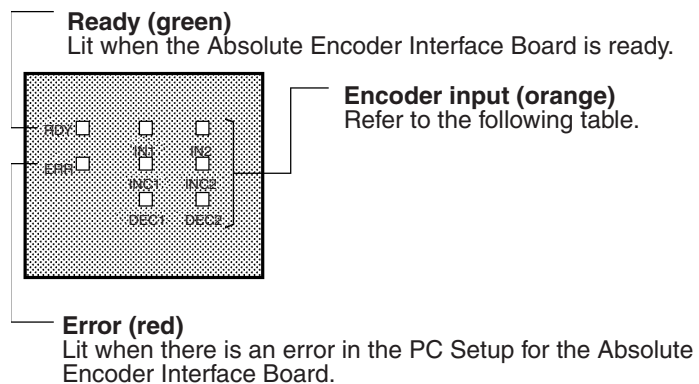 Ready (green)
Lit when the Absolute Encoder Interface Board is ready.
Encoder input (orange)
Refer to the following table.
RDY
IN1 IN2
ERR
INC1 INC2
DEC1 DEC2
Error (red)
Lit when there is an error in the PC Setup for the Absolute
Encoder Interface Board.